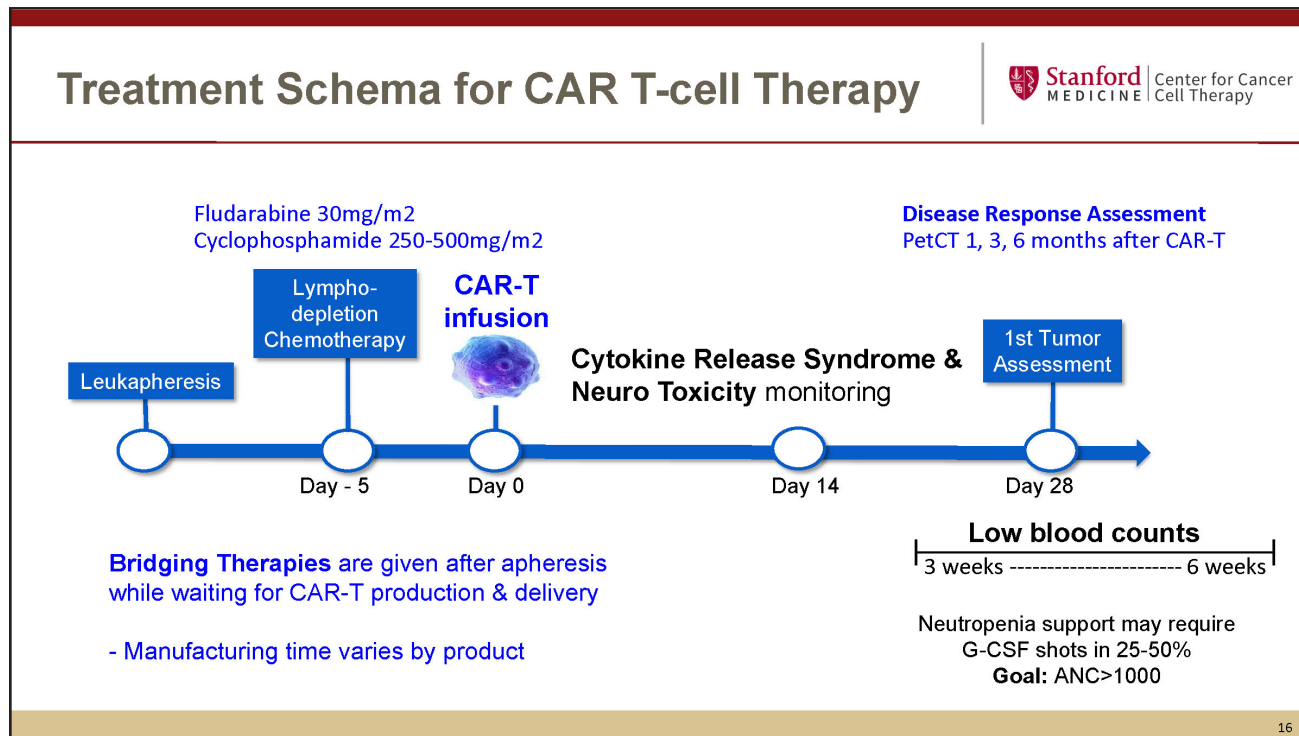 Treatment Schema for CAR T-cell Therapy
Stanford
MEDICINE
Center for Cancer
Cell Therapy
Fludarabine 30mg/m2
Cyclophosphamide 250-500mg/m2
Disease Response Assessment
PetCT 1, 3, 6 months after CAR-T
Leukapheresis
Lympho-
depletion
Chemotherapy
CAR-T
infusion
Cytokine Release Syndrome &
Neuro Toxicity monitoring
1st Tumor
Assessment
Day - 5
Day 0
Day 14
Day 28
Bridging Therapies are given after apheresis
while waiting for CAR-T production & delivery
- Manufacturing time varies by product
Low blood counts
3 weeks ----------------------- 6 weeks
Neutropenia support may require
G-CSF shots in 25-50%
Goal: ANC>1000
16